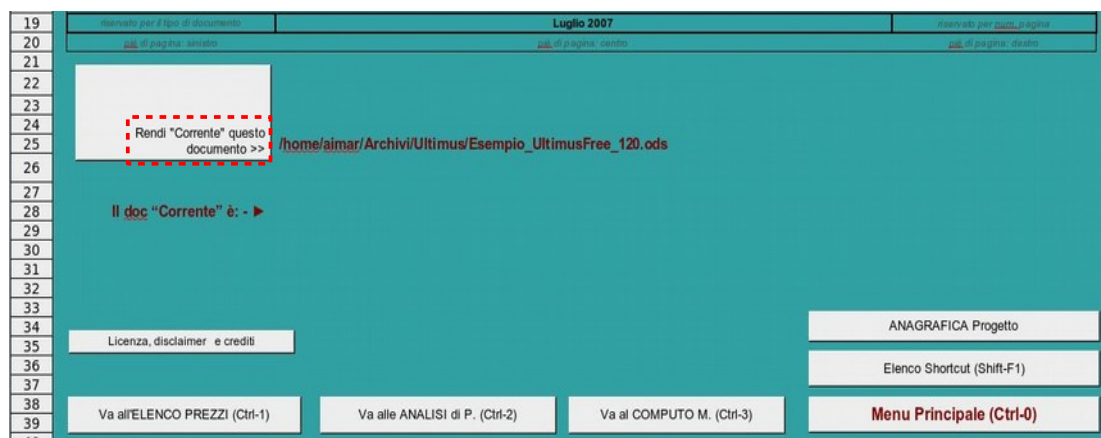 19 riservato per il tipo di documento Luglio 2007 riservato per num. pagina
20 piè di pagina: sinistro piè di pagina: centro piè di pagina: destro
21
22
23
24 Rendi "Corrente" questo
25 documento >> /home/aimar/Archivi/Ultimus/Esempio_UltimusFree_120.ods
26
27
28 Il doc “Corrente” è: - ►
29
30
31
32
33
34 ANAGRAFICA Progetto
35 Licenza, disclaimer e crediti
36 Elenco Shortcut (Shift-F1)
37
38 Va all'ELENCO PREZZI (Ctrl-1) Va alle ANALISI di P. (Ctrl-2) Va al COMPUTO M. (Ctrl-3) Menu Principale (Ctrl-0)
39